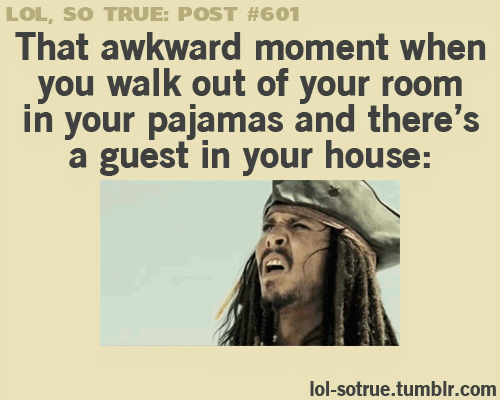 LOL, SO TRUE: POST #601
That awkward moment when
you walk out of your room
in your pajamas and there's
a guest in your house:
lol-sotrue.tumblr.com